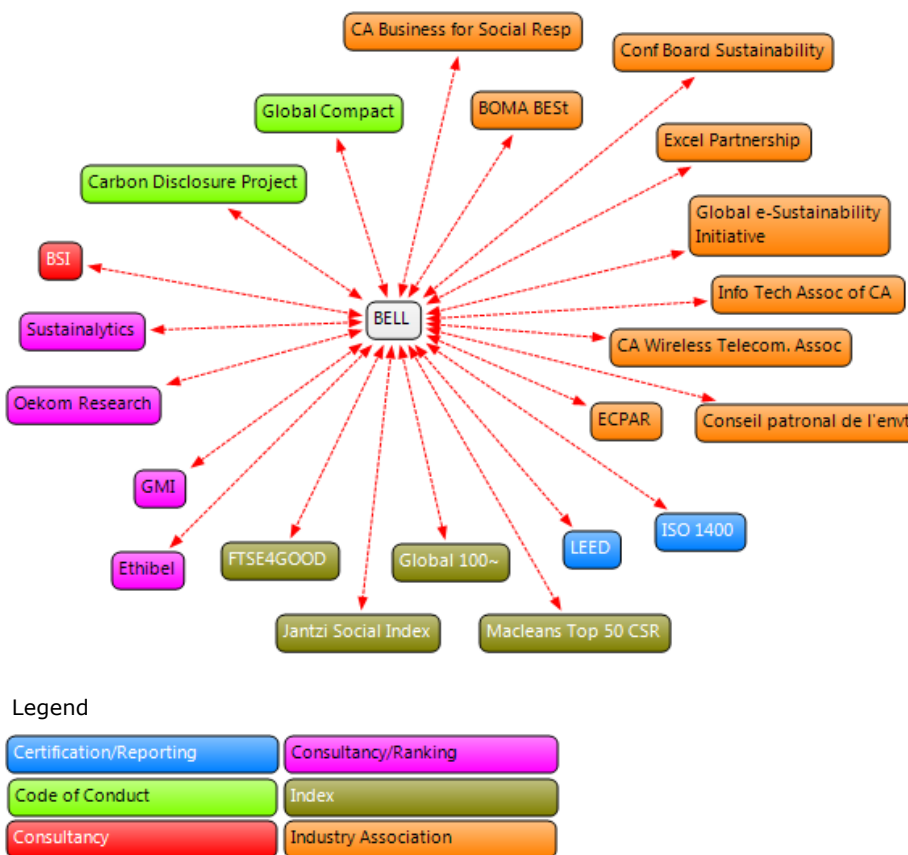 CA Business for Social Resp
Conf Board Sustainability
Global Compact
BOMA BESt
Excel Partnership
Carbon Disclosure Project
Global e-Sustainability
Initiative
BSI
Info Tech Assoc of CA
BELL
Sustainalytics
CA Wireless Telecom. Assoc
Oekom Research
ECPAR
Conseil patronal de l'envt
GMI
ISO 1400
LEED
FTSE4GOOD
Global 100~
Ethibel
Jantzi Social Index
Macleans Top 50 CSR
Legend
Certification/Reporting
Consultancy/Ranking
Code of Conduct
Index
Consultancy
Industry Association